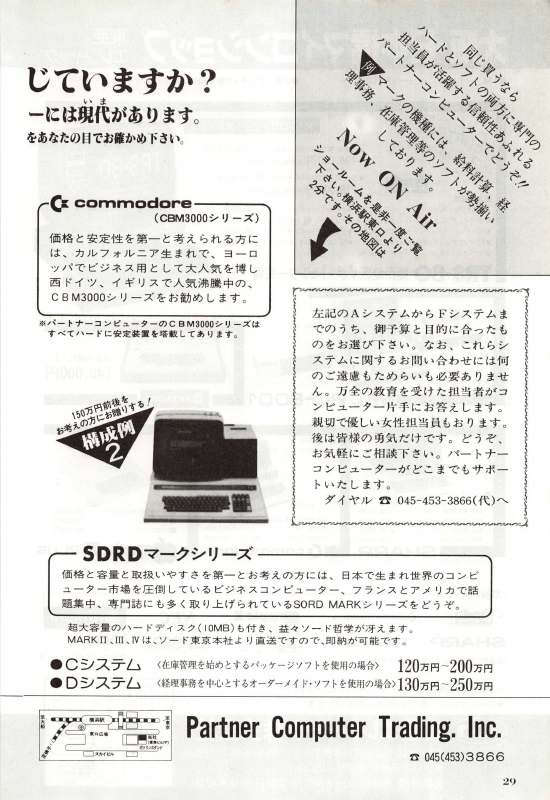 じていますか？
ーには現代があります。
いま
をあなたの目でお確かめ下さい。
同じ買うなら
ハードとソフトの両方に専門の
担当員が活躍する信頼性あふれる
パートナーコンピューターでどうぞ!!
例 マークの機種には、給料計算、経
理事務、在庫管理等のソフトが勢揃い
しております。
Now ON Air
ショールームを是非一度ご覧
下さい。横浜駅東口より
2分です。その地図は
commodore
(CBM3000シリーズ)
価格と安定性を第一と考えられる方に
は、カルフォルニア生まれで、ヨーロ
ッパでビジネス用として大人気を博し
西ドイツ、イギリスで人気沸騰中の、
CBM3000シリーズをお勧めします。
※パートナーコンピューターのCBM3000シリーズは
すべてハードに安定装置を塔載してあります。
左記のAシステムからFシステムま
でのうち、御予算と目的に合ったも
のをお選び下さい。なお、これらシ
ステムに関するお問い合わせには何
のご遠慮もためらいも必要ありませ
ん。万全の教育を受けた担当者がコ
ンピューター片手にお答えします。
親切で優しい女性担当員もおります。
後は皆様の勇気だけです。どうぞ、
お気軽にご相談下さい。パートナー
コンピューターがどこまでもサポー
トいたします。
ダイヤル ☎ 045-453-3866(代)へ
150万円前後を
お考えの方にお贈りする！
構成例
2
SDRDマークシリーズ
価格と容量と取扱いやすさを第一とお考えの方には、日本で生まれ世界のコンピ
ューター市場を圧倒しているビジネスコンピューター、フランスとアメリカで話
題集中、専門誌にも多く取り上げられているSORD MARKシリーズをどうぞ。
超大容量のハードディスク(10MB)も付き、益々ソード哲学が冴えます。
MARKⅡ、Ⅲ、Ⅳは、ソード東京本社より直送ですので、即納が可能です。
●Cシステム 〈在庫管理を始めとするパッケージソフトを使用の場合〉 120万円〜200万円
●Dシステム 〈経理事務を中心とするオーダーメイド・ソフトを使用の場合〉130万円〜250万円
横浜駅
東口広場
スカイビル
当社
Partner Computer Trading. Inc.
☎ 045(453)3866
29